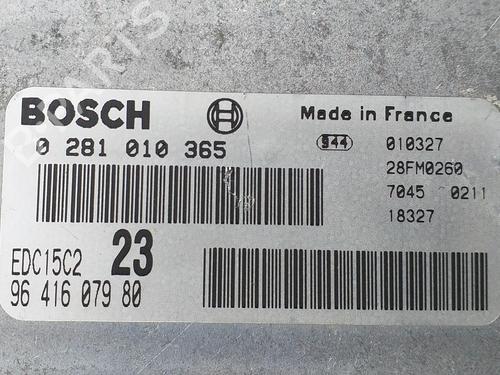 BOSCH Made in France
0 281 010 365 S44 010327
28FM0260
7045 0211
18327
EDC15C2 23
96 416 079 80